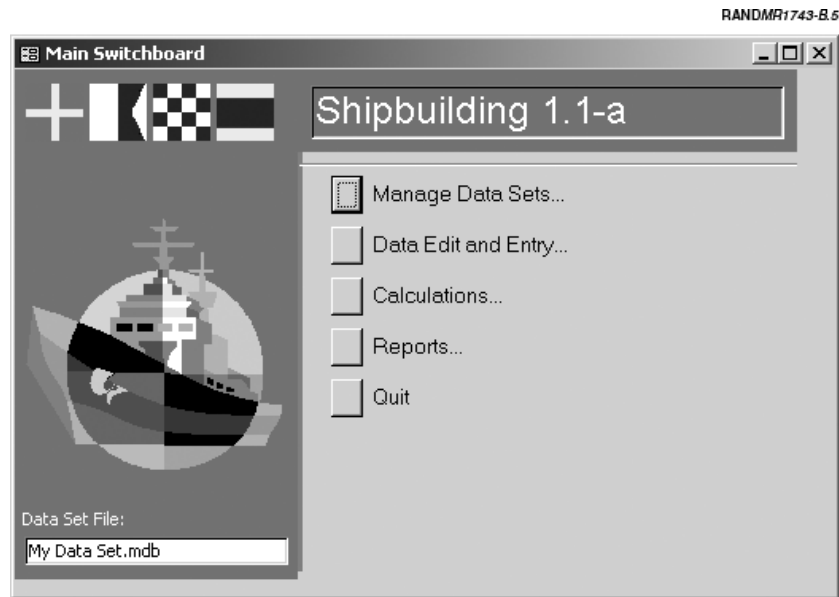 RANDMR1743-B.5
Main Switchboard
Shipbuilding 1.1-a
Manage Data Sets...
Data Edit and Entry...
Calculations...
Reports...
Quit
Data Set File:
My Data Set.mdb